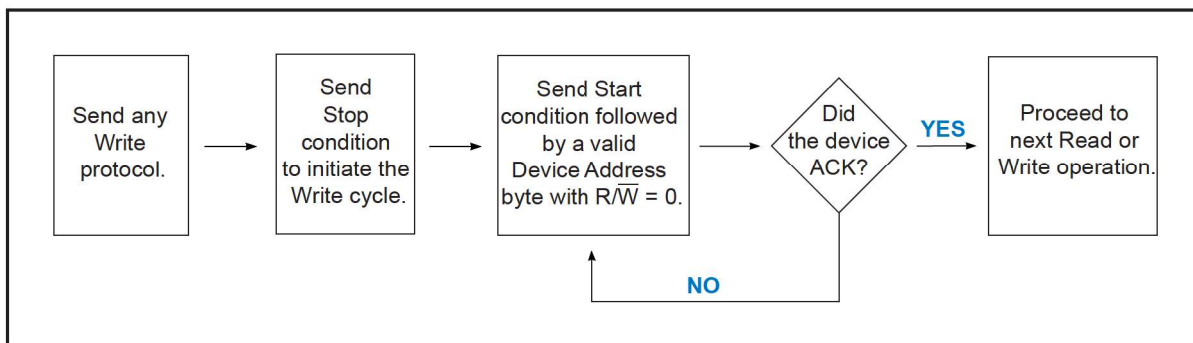 Send any
Write
protocol.
Send
Stop
condition
to initiate the
Write cycle.
Send Start
condition followed
by a valid
Device Address
byte with R/W̅ = 0.
Did
the device
ACK?
YES
Proceed to
next Read or
Write operation.
NO